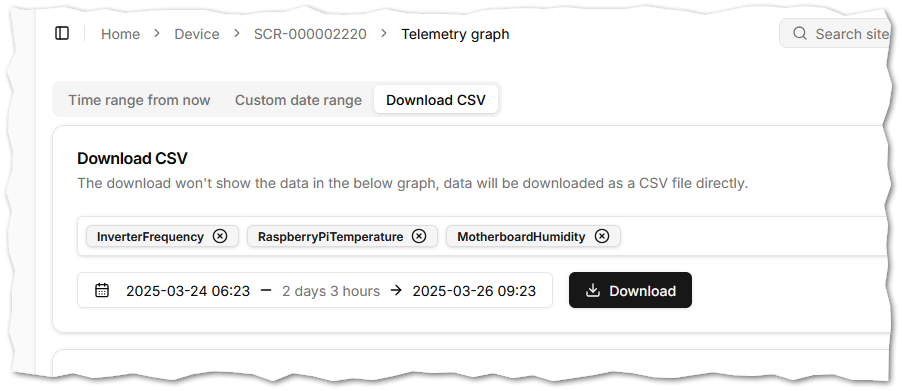 Home > Device > SCR-000002220 > Telemetry graph
Search site
Time range from now Custom date range Download CSV
Download CSV
The download won't show the data in the below graph, data will be downloaded as a CSV file directly.
InverterFrequency RaspberryPiTemperature MotherboardHumidity
2025-03-24 06:23 — 2 days 3 hours → 2025-03-26 09:23 Download